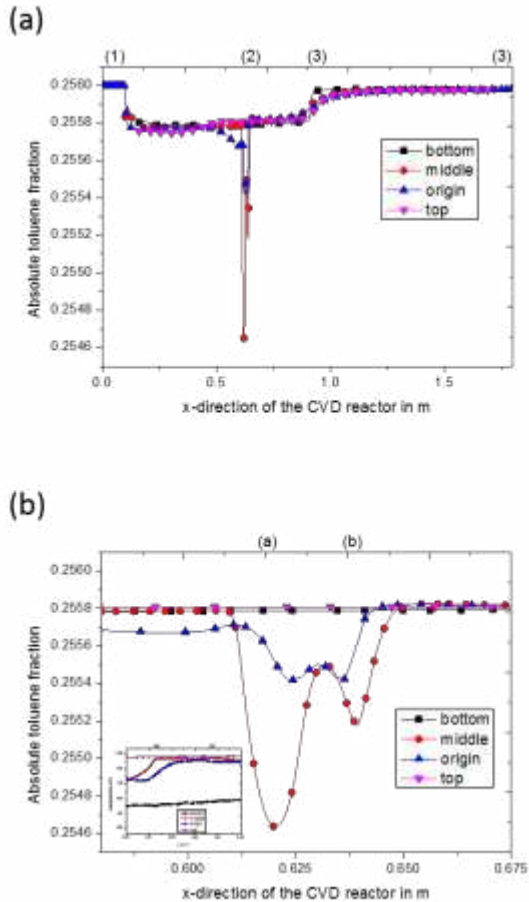 (a)
(1) (2) (3) (3)
0.2560
0.2558
0.2556
0.2554
0.2552
0.2550
0.2548
0.2546
Absolute toluene fraction
bottom
middle
origin
top
0.0 0.5 1.0 1.5
x-direction of the CVD reactor in m
(b)
(a) (b)
0.2560
0.2558
0.2556
0.2554
0.2552
0.2550
0.2548
0.2546
Absolute toluene fraction
bottom
middle
origin
top
0.600 0.625 0.650 0.675
x-direction of the CVD reactor in m